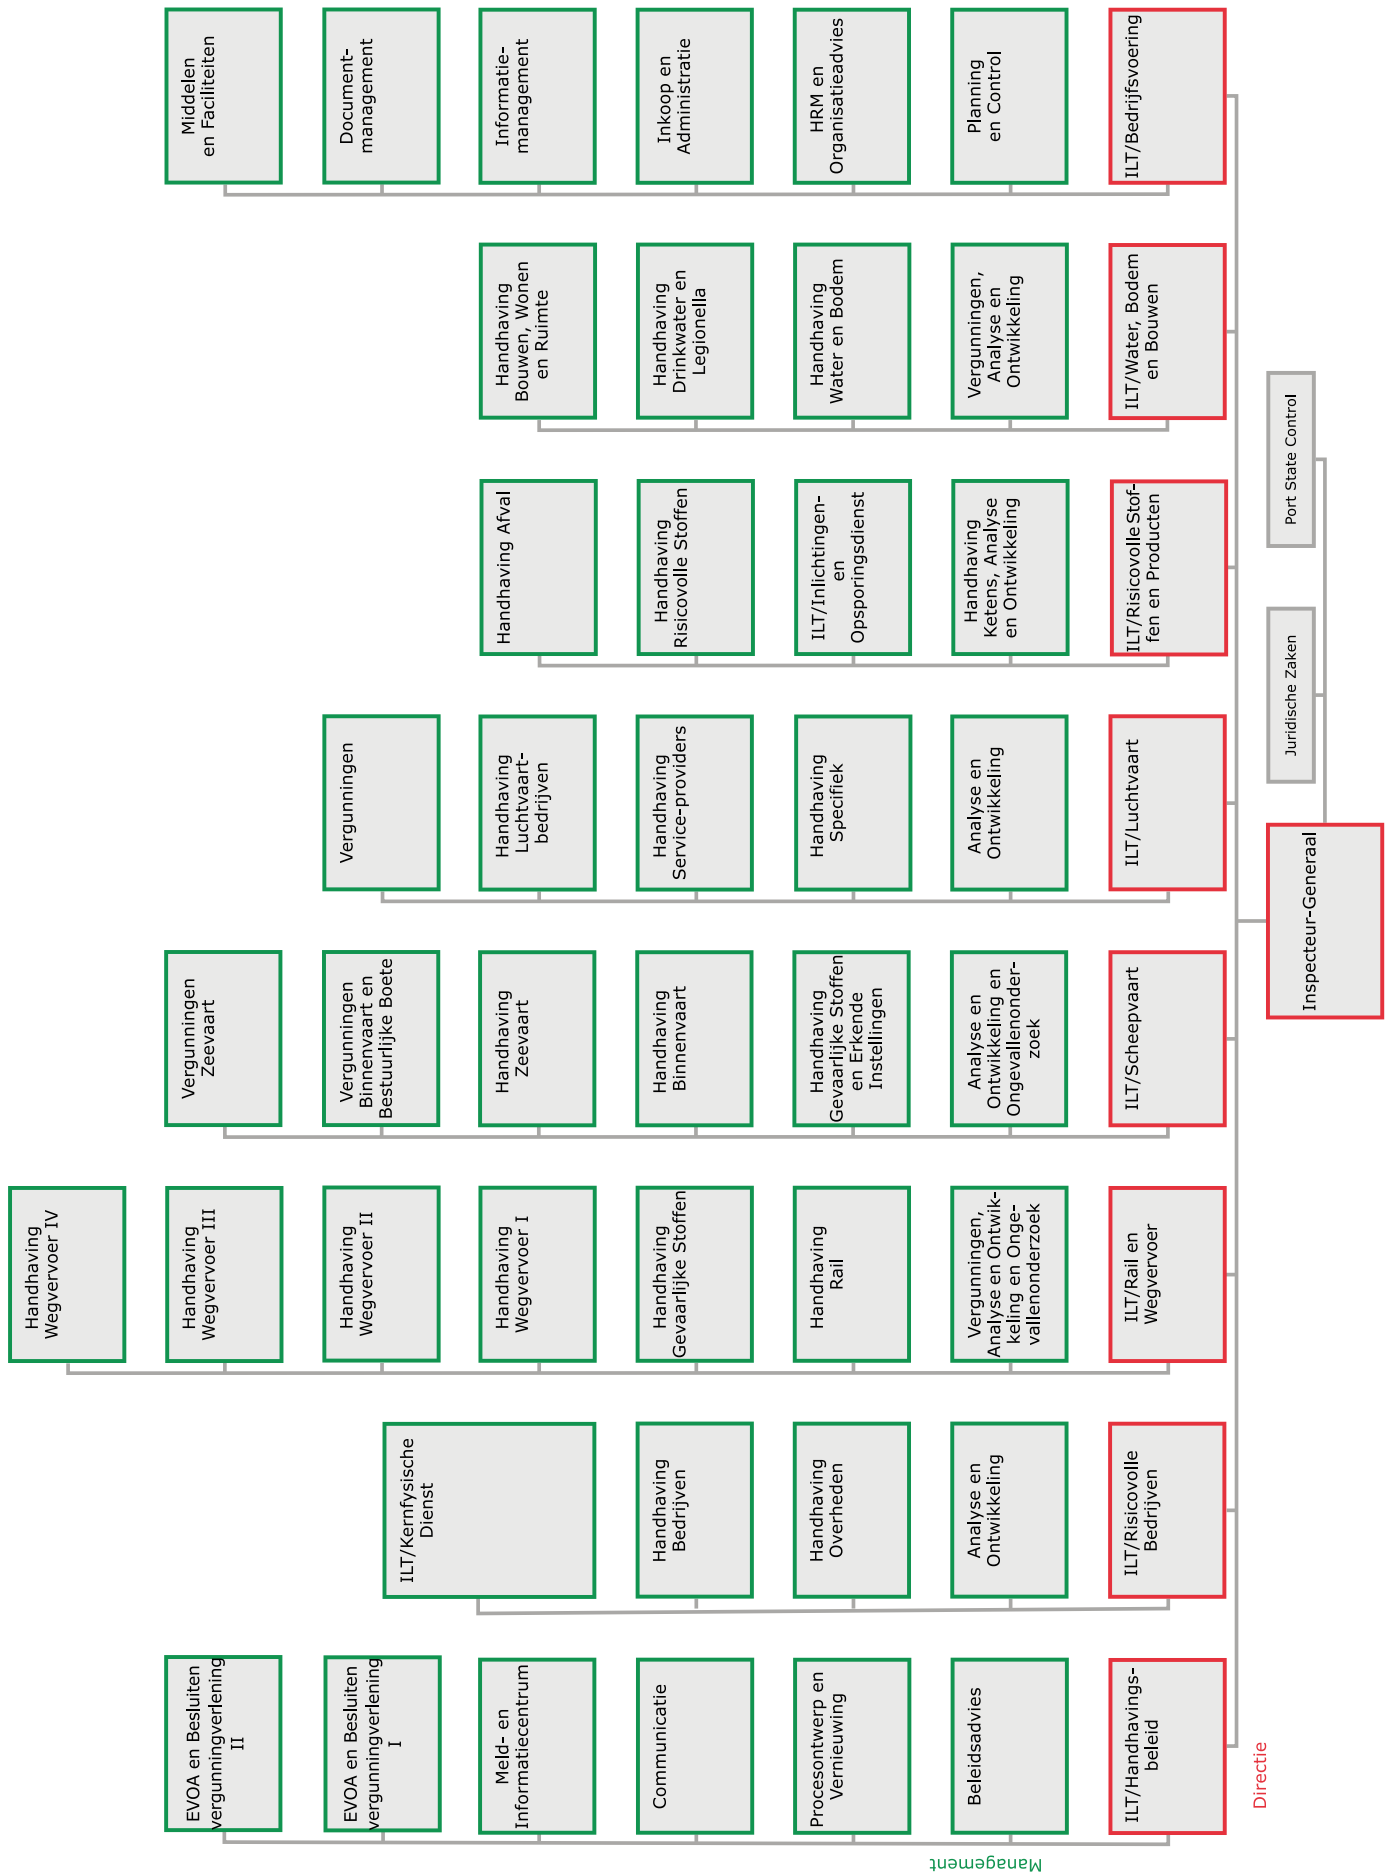 Middelen
en Faciliteiten
Document-
management
Informatie-
management
Inkoop en
Administratie
HRM en
Organisatieadvies
Planning
en Control
ILT/Bedrijfsvoering
Handhaving
Bouwen, Wonen
en Ruimte
Handhaving
Drinkwater en
Legionella
Handhaving
Water en Bodem
Vergunningen,
Analyse en
Ontwikkeling
ILT/Water, Bodem
en Bouwen
Handhaving Afval
Handhaving
Risicovolle Stoffen
ILT/Inlichtingen-
en
Opsporingsdienst
Handhaving
Ketens, Analyse
en Ontwikkeling
ILT/Risicovolle Stof-
fen en Producten
Port State Control
Vergunningen
Handhaving
Luchtvaart-
bedrijven
Handhaving
Service-providers
Handhaving
Specifiek
Analyse en
Ontwikkeling
ILT/Luchtvaart
Juridische Zaken
Inspecteur-Generaal
Vergunningen
Zeevaart
Vergunningen
Binnenvaart en
Bestuurlijke Boete
Handhaving
Zeevaart
Handhaving
Binnenvaart
Handhaving
Gevaarlijke Stoffen
en Erkende
Instellingen
Analyse en
Ontwikkeling en
Ongevallenonder-
zoek
ILT/Scheepvaart
Handhaving
Wegvervoer IV
Handhaving
Wegvervoer III
Handhaving
Wegvervoer II
Handhaving
Wegvervoer I
Handhaving
Gevaarlijke Stoffen
Handhaving
Rail
Vergunningen,
Analyse en Ontwik-
keling en Onge-
vallenonderzoek
ILT/Rail en
Wegvervoer
ILT/Kernfysische
Dienst
Handhaving
Bedrijven
Handhaving
Overheden
Analyse en
Ontwikkeling
ILT/Risicovolle
Bedrijven
EVOA en Besluiten
vergunningverlening
II
EVOA en Besluiten
vergunningverlening
I
Meld- en
Informatiecentrum
Communicatie
Procesontwerp en
Vernieuwing
Beleidsadvies
ILT/Handhavings-
beleid
Directie
Management